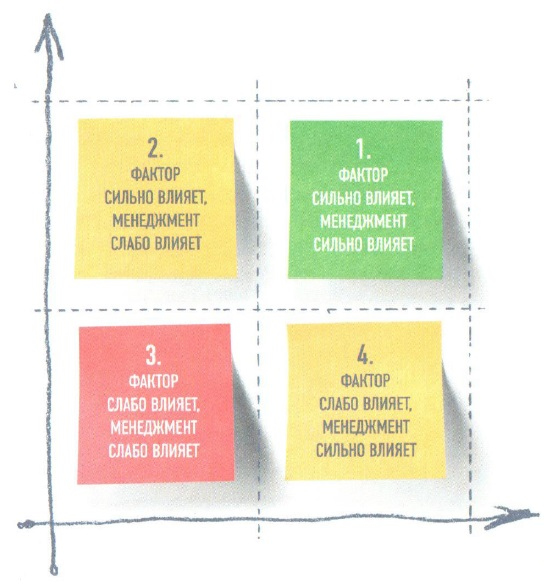 2.
ФАКТОР
СИЛЬНО ВЛИЯЕТ,
МЕНЕДЖМЕНТ
СЛАБО ВЛИЯЕТ
1.
ФАКТОР
СИЛЬНО ВЛИЯЕТ,
МЕНЕДЖМЕНТ
СИЛЬНО ВЛИЯЕТ
3.
ФАКТОР
СЛАБО ВЛИЯЕТ,
МЕНЕДЖМЕНТ
СЛАБО ВЛИЯЕТ
4.
ФАКТОР
СЛАБО ВЛИЯЕТ,
МЕНЕДЖМЕНТ
СИЛЬНО ВЛИЯЕТ